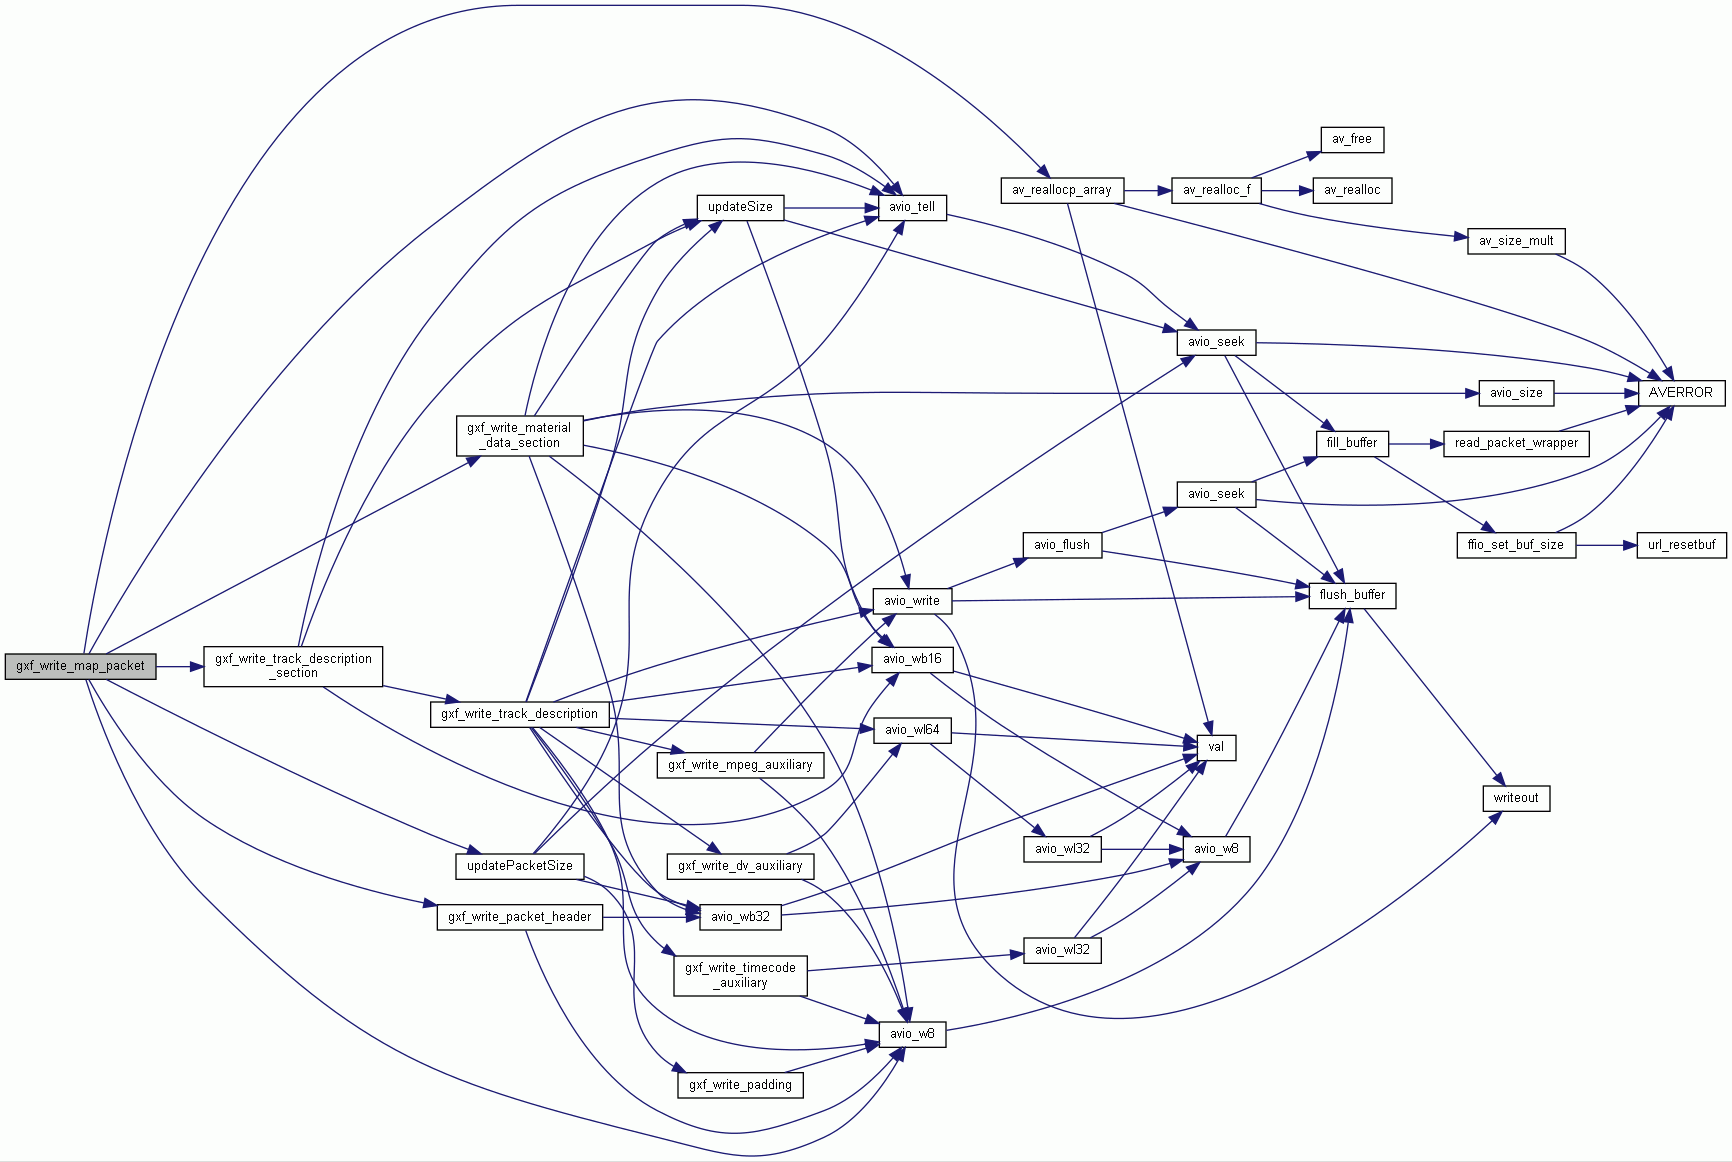 av_free
av_reallocp_array
av_realloc_f
av_realloc
updateSize
avio_tell
av_size_mult
avio_seek
avio_size
AVERROR
gxf_write_material
_data_section
fill_buffer
read_packet_wrapper
avio_seek
avio_flush
ffio_set_buf_size
url_resetbuf
avio_write
flush_buffer
gxf_write_map_packet
gxf_write_track_description
_section
avio_wb16
gxf_write_track_description
avio_wl64
val
gxf_write_mpeg_auxiliary
writeout
avio_wl32
avio_w8
updatePacketSize
gxf_write_dv_auxiliary
gxf_write_packet_header
avio_wb32
avio_wl32
gxf_write_timecode
_auxiliary
avio_w8
gxf_write_padding